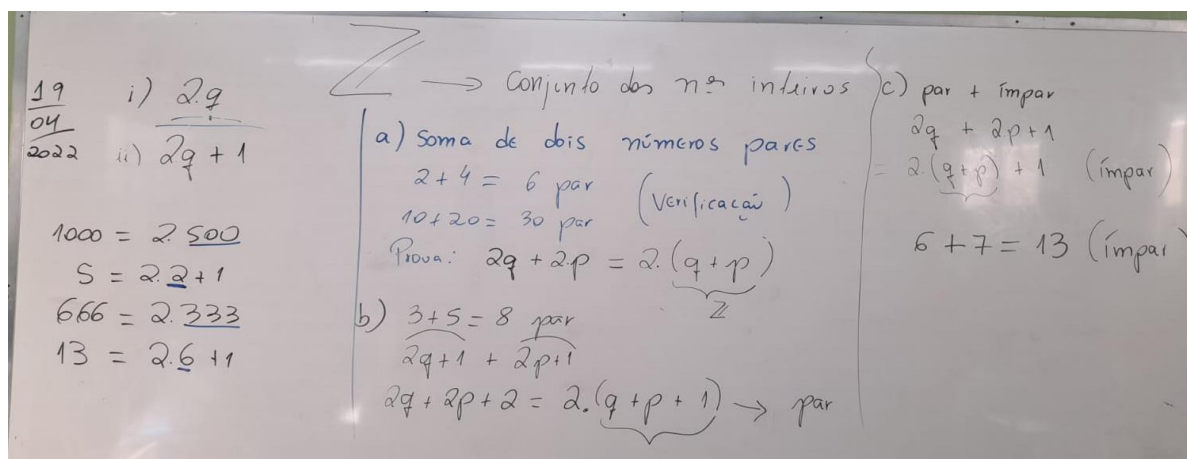 19
04
2022
i) 2.q
ii) 2q + 1
1000 = 2. 500
5 = 2.2+1
666 = 2.333
13 = 2.6 +1
Z → Conjunto dos nos inteiros
a) Soma de dois números pares
2+4 = 6 par (Verificação)
10+20= 30 par
Prova: 2q + 2.p = 2.(q+p)
Z
b) 3+5 = 8 par
2q+1 + 2p+1
2q + 2p + 2 = 2.(q+p+1) → par
c) par + ímpar
2q + 2p+1
= 2.(q+p) + 1 (ímpar)
6 + 7 = 13 (ímpar)